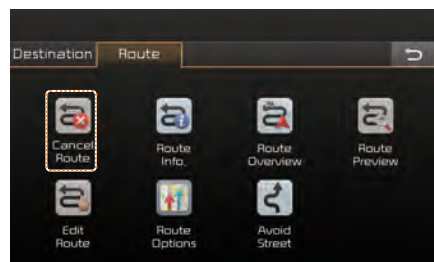 Destination Route
Cancel Route
Route Info.
Route Overview
Route Preview
Edit Route
Route Options
Avoid Street